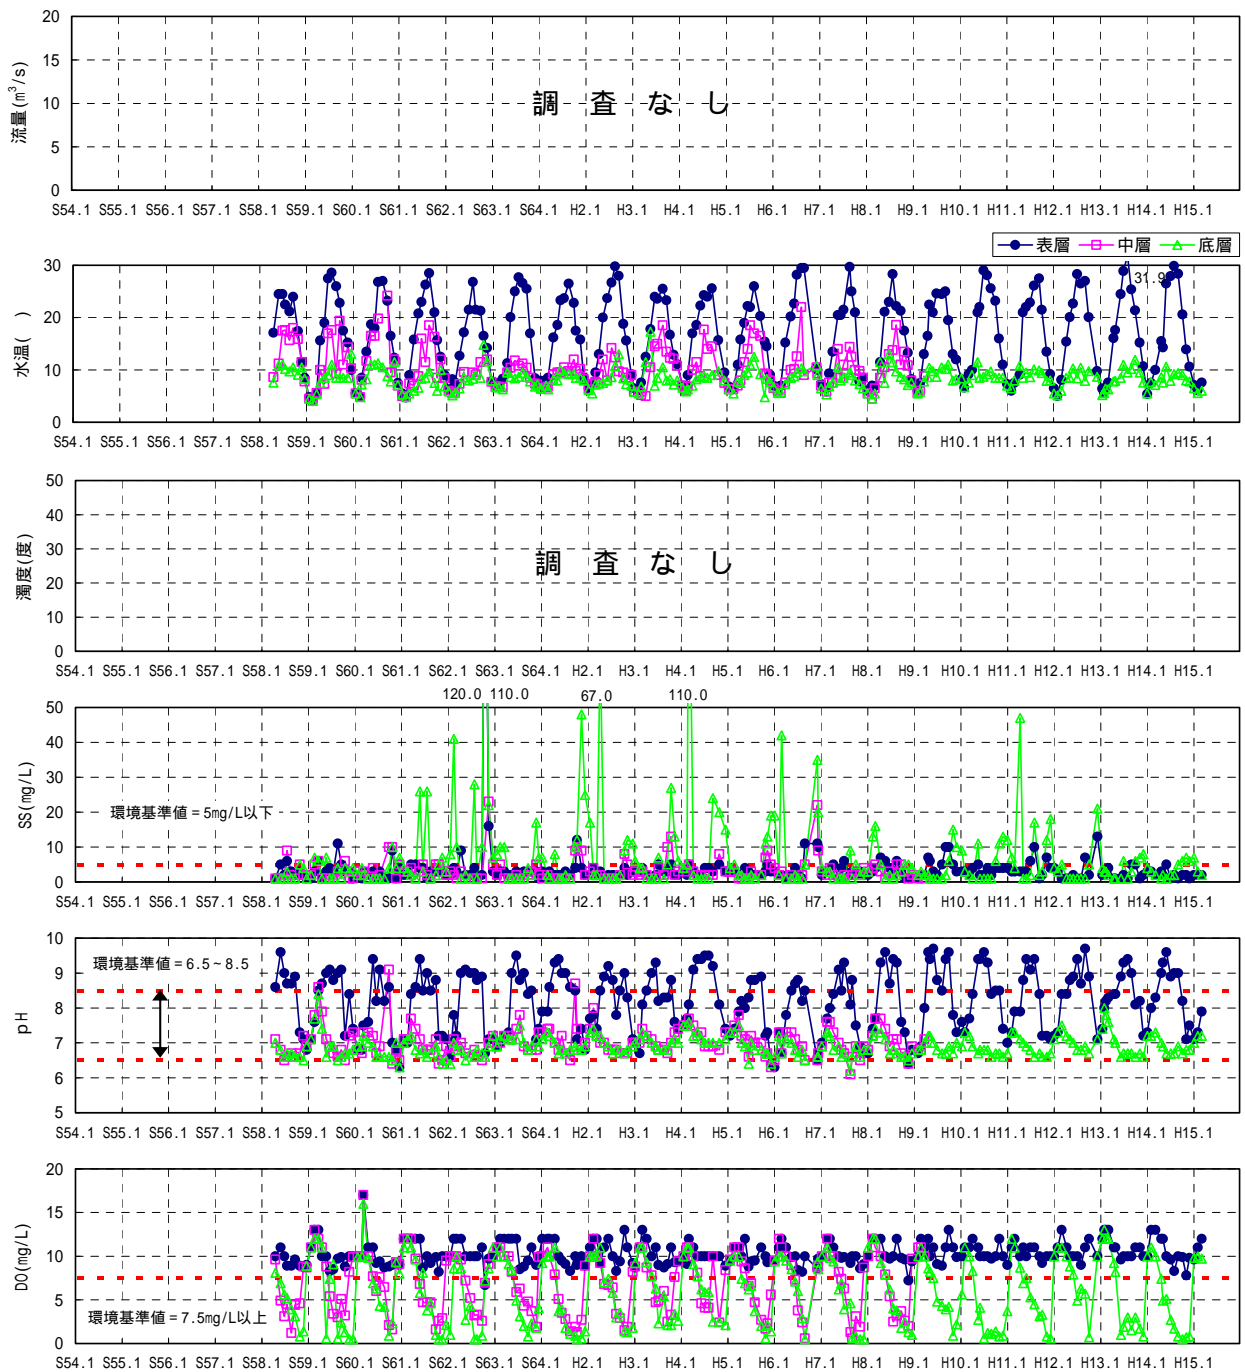 20
15
10
5
0
流量(m³/s)
調 査 な し
S54.1 S55.1 S56.1 S57.1 S58.1 S59.1 S60.1 S61.1 S62.1 S63.1 S64.1 H2.1 H3.1 H4.1 H5.1 H6.1 H7.1 H8.1 H9.1 H10.1 H11.1 H12.1 H13.1 H14.1 H15.1
表層 中層 底層
30
20
10
0
水温( )
31.9
S54.1 S55.1 S56.1 S57.1 S58.1 S59.1 S60.1 S61.1 S62.1 S63.1 S64.1 H2.1 H3.1 H4.1 H5.1 H6.1 H7.1 H8.1 H9.1 H10.1 H11.1 H12.1 H13.1 H14.1 H15.1
50
40
30
20
10
0
濁度(度)
調 査 な し
S54.1 S55.1 S56.1 S57.1 S58.1 S59.1 S60.1 S61.1 S62.1 S63.1 S64.1 H2.1 H3.1 H4.1 H5.1 H6.1 H7.1 H8.1 H9.1 H10.1 H11.1 H12.1 H13.1 H14.1 H15.1
120.0 110.0 67.0 110.0
50
40
30
20
10
0
SS(mg/L)
環境基準値＝5mg/L以下
S54.1 S55.1 S56.1 S57.1 S58.1 S59.1 S60.1 S61.1 S62.1 S63.1 S64.1 H2.1 H3.1 H4.1 H5.1 H6.1 H7.1 H8.1 H9.1 H10.1 H11.1 H12.1 H13.1 H14.1 H15.1
10
9
8
7
6
5
pH
環境基準値＝6.5~8.5
S54.1 S55.1 S56.1 S57.1 S58.1 S59.1 S60.1 S61.1 S62.1 S63.1 S64.1 H2.1 H3.1 H4.1 H5.1 H6.1 H7.1 H8.1 H9.1 H10.1 H11.1 H12.1 H13.1 H14.1 H15.1
20
15
10
5
0
DO(mg/L)
環境基準値＝7.5mg/L以上
S54.1 S55.1 S56.1 S57.1 S58.1 S59.1 S60.1 S61.1 S62.1 S63.1 S64.1 H2.1 H3.1 H4.1 H5.1 H6.1 H7.1 H8.1 H9.1 H10.1 H11.1 H12.1 H13.1 H14.1 H15.1